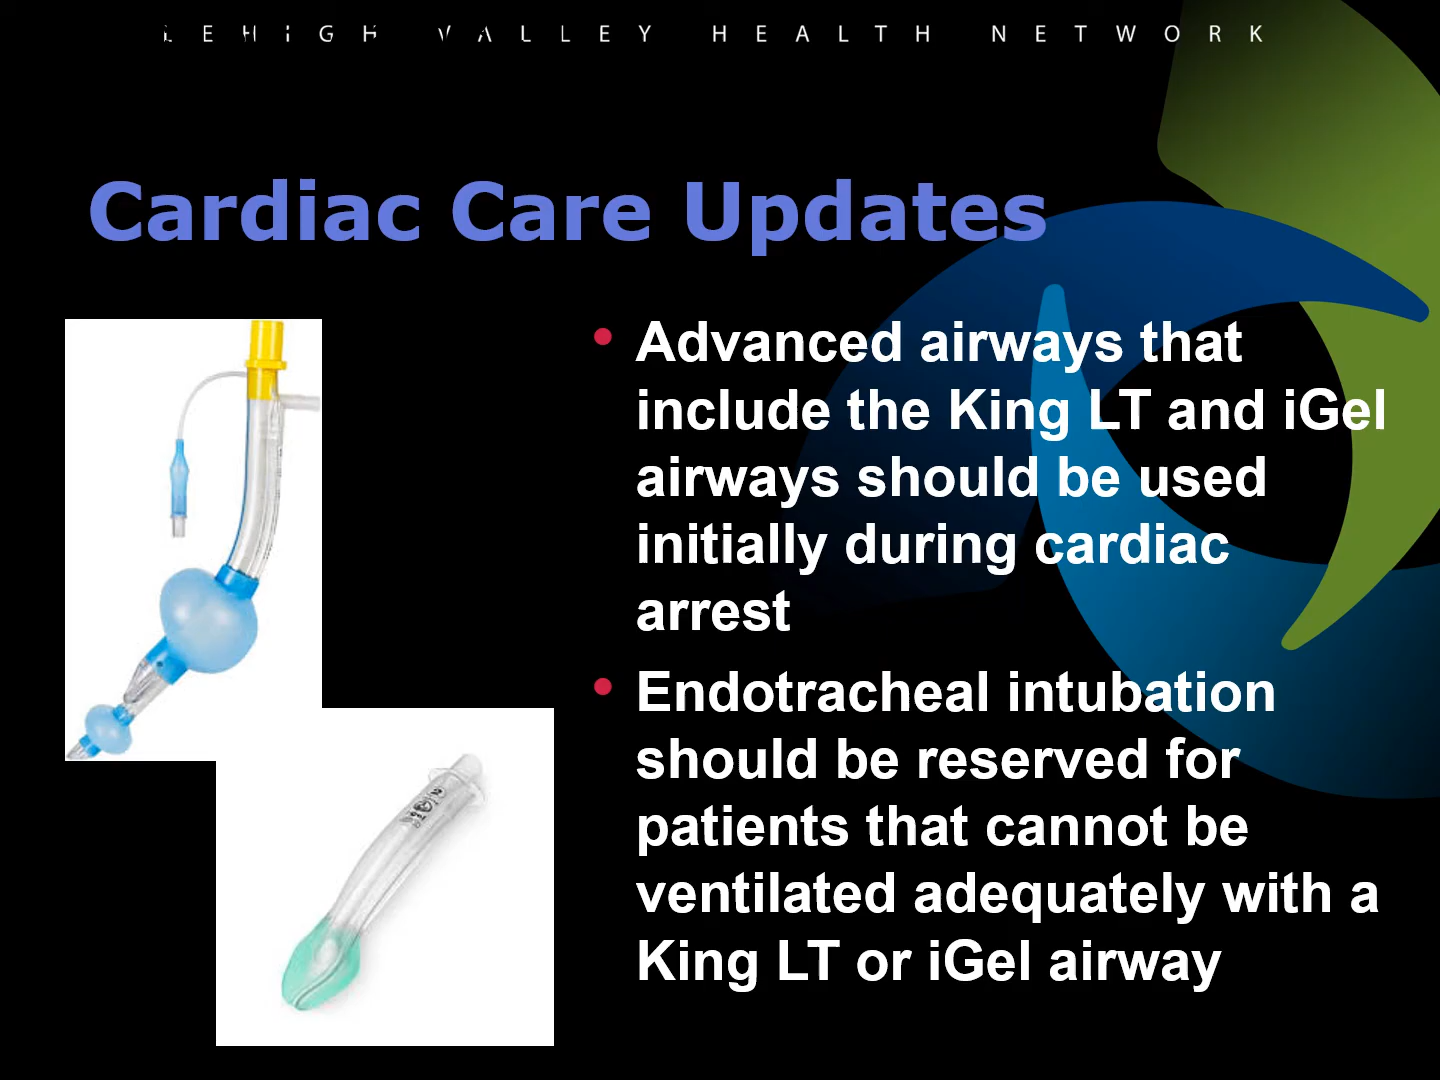 LEHIGH VALLEY HEALTH NETWORK
Cardiac Care Updates
• Advanced airways that
include the King LT and iGel
airways should be used
initially during cardiac
arrest
• Endotracheal intubation
should be reserved for
patients that cannot be
ventilated adequately with a
King LT or iGel airway